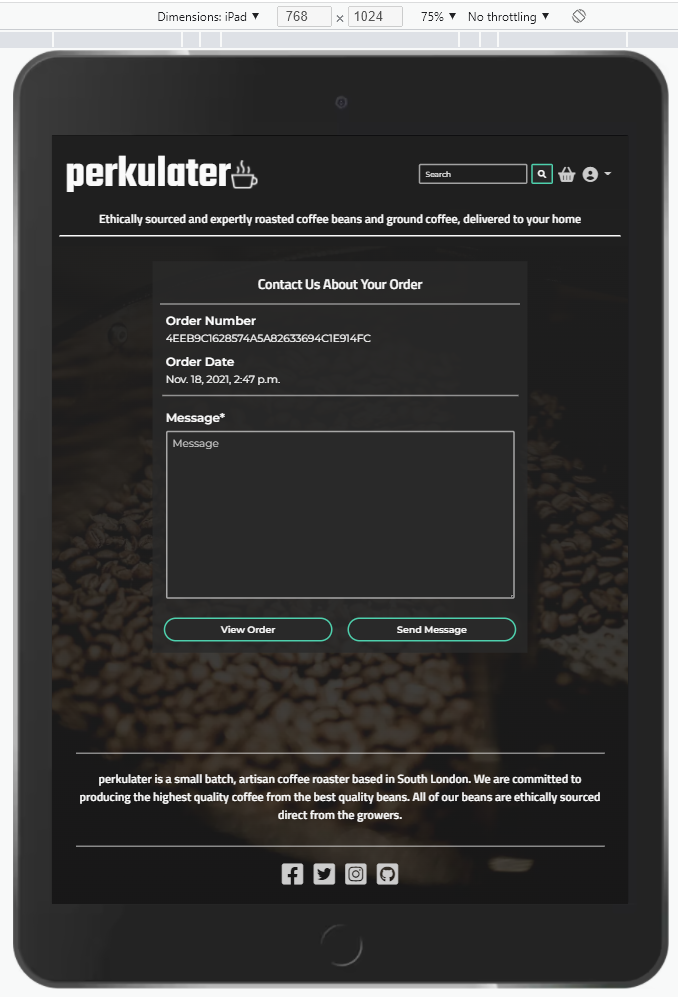 Dimensions: iPad ▼ 768 × 1024 75% ▼ No throttling ▼
perkulater
Search
Ethically sourced and expertly roasted coffee beans and ground coffee, delivered to your home
Contact Us About Your Order
Order Number
4EEB9C1628574A5A82633694C1E914FC
Order Date
Nov. 18, 2021, 2:47 p.m.
Message*
Message
View Order Send Message
perkulater is a small batch, artisan coffee roaster based in South London. We are committed to
producing the highest quality coffee from the best quality beans. All of our beans are ethically sourced
direct from the growers.